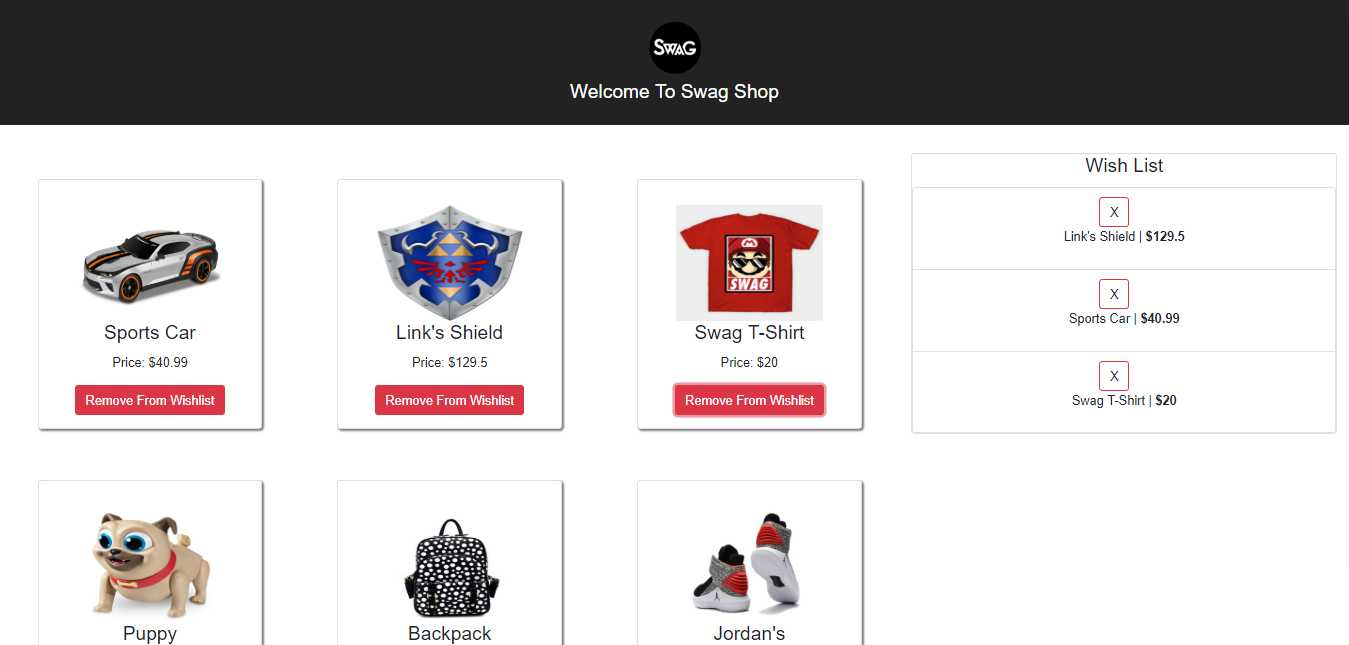 SWAG
Welcome To Swag Shop
Sports Car
Price: $40.99
Remove From Wishlist
Link's Shield
Price: $129.5
Remove From Wishlist
M
SWAG
Swag T-Shirt
Price: $20
Remove From Wishlist
Wish List
X
Link's Shield | $129.5
X
Sports Car | $40.99
X
Swag T-Shirt | $20
Puppy
Backpack
Jordan's